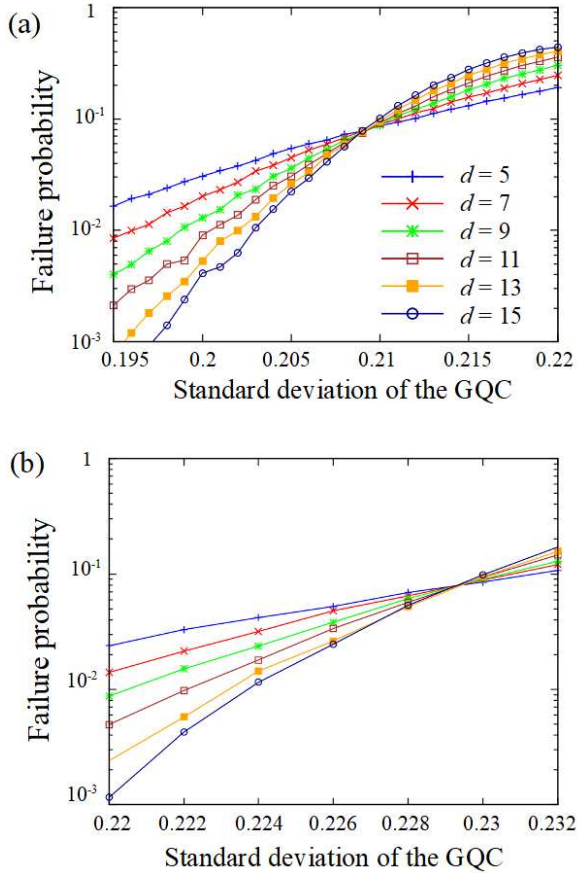 (a)
Failure probability
1
10-1
10-2
10-3
d = 5
d = 7
d = 9
d = 11
d = 13
d = 15
0.195 0.2 0.205 0.21 0.215 0.22
Standard deviation of the GQC
(b)
Failure probability
1
10-1
10-2
10-3
0.22 0.222 0.224 0.226 0.228 0.23 0.232
Standard deviation of the GQC